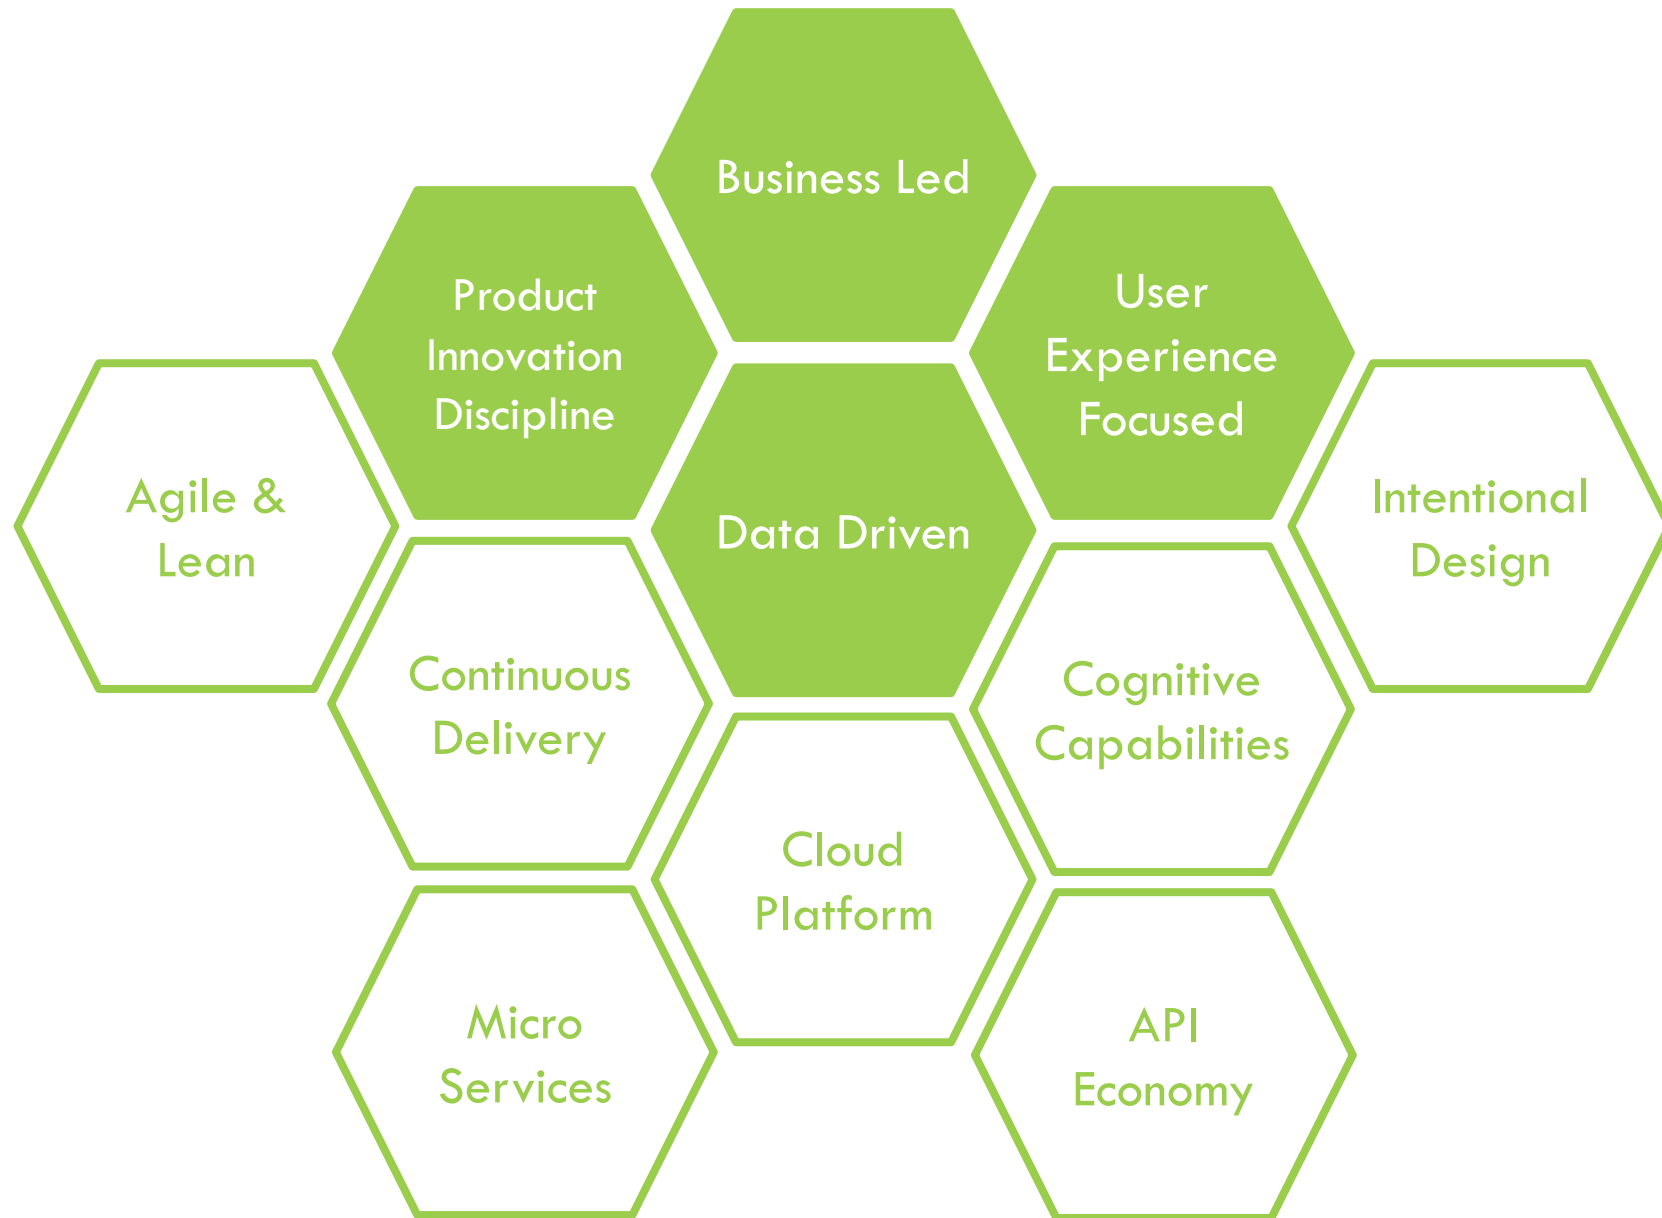 Business Led
Product
Innovation
Discipline
User
Experience
Focused
Agile &
Lean
Data Driven
Intentional
Design
Continuous
Delivery
Cognitive
Capabilities
Cloud
Platform
Micro
Services
API
Economy